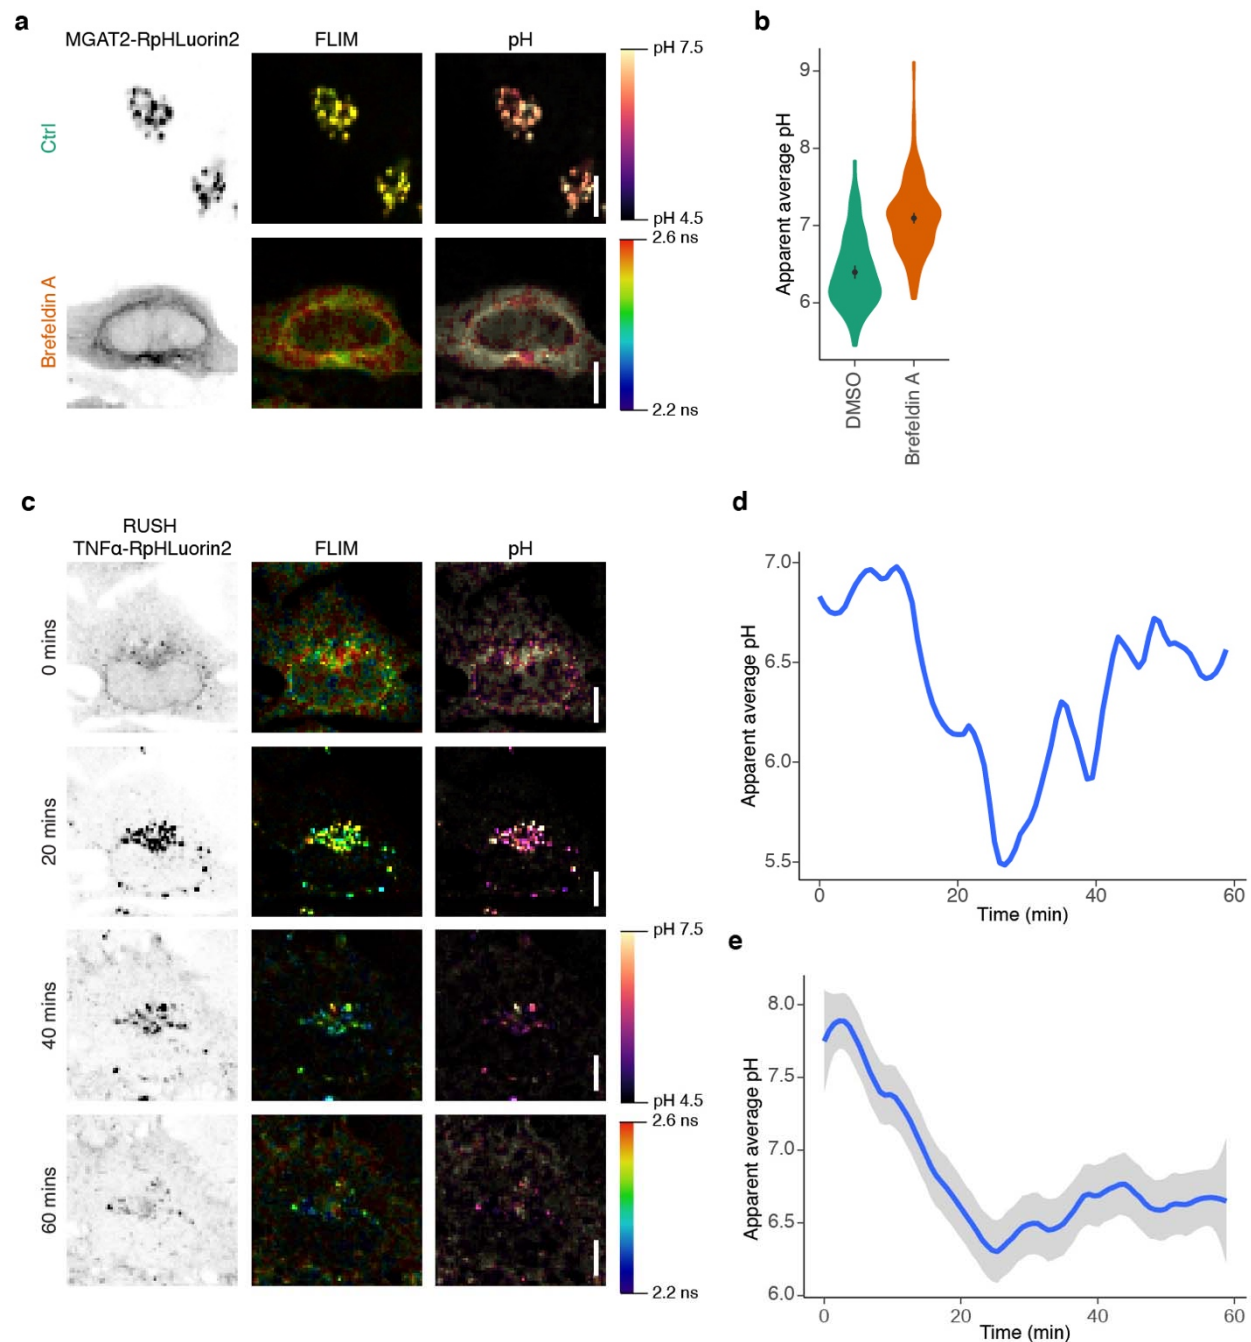 a
MGAT2-RpHLuorin2
FLIM
pH
Ctrl
Brefeldin A
pH 7.5
pH 4.5
2.6 ns
2.2 ns
b
Apparent average pH
9
8
7
6
DMSO
Brefeldin A
c
RUSH
TNFα-RpHLuorin2
FLIM
pH
0 mins
20 mins
40 mins
60 mins
pH 7.5
pH 4.5
2.6 ns
2.2 ns
d
Apparent average pH
7.0
6.5
6.0
5.5
0 20 40 60
Time (min)
e
Apparent average pH
8.0
7.5
7.0
6.5
6.0
0 20 40 60
Time (min)